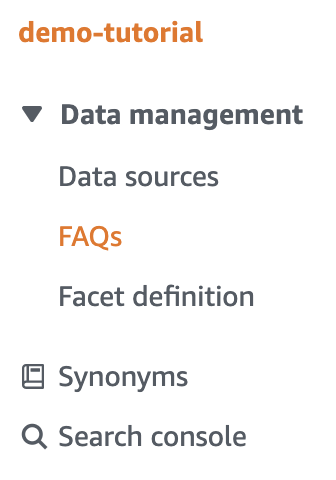 demo-tutorial
Data management
Data sources
FAQs
Facet definition
Synonyms
Search console